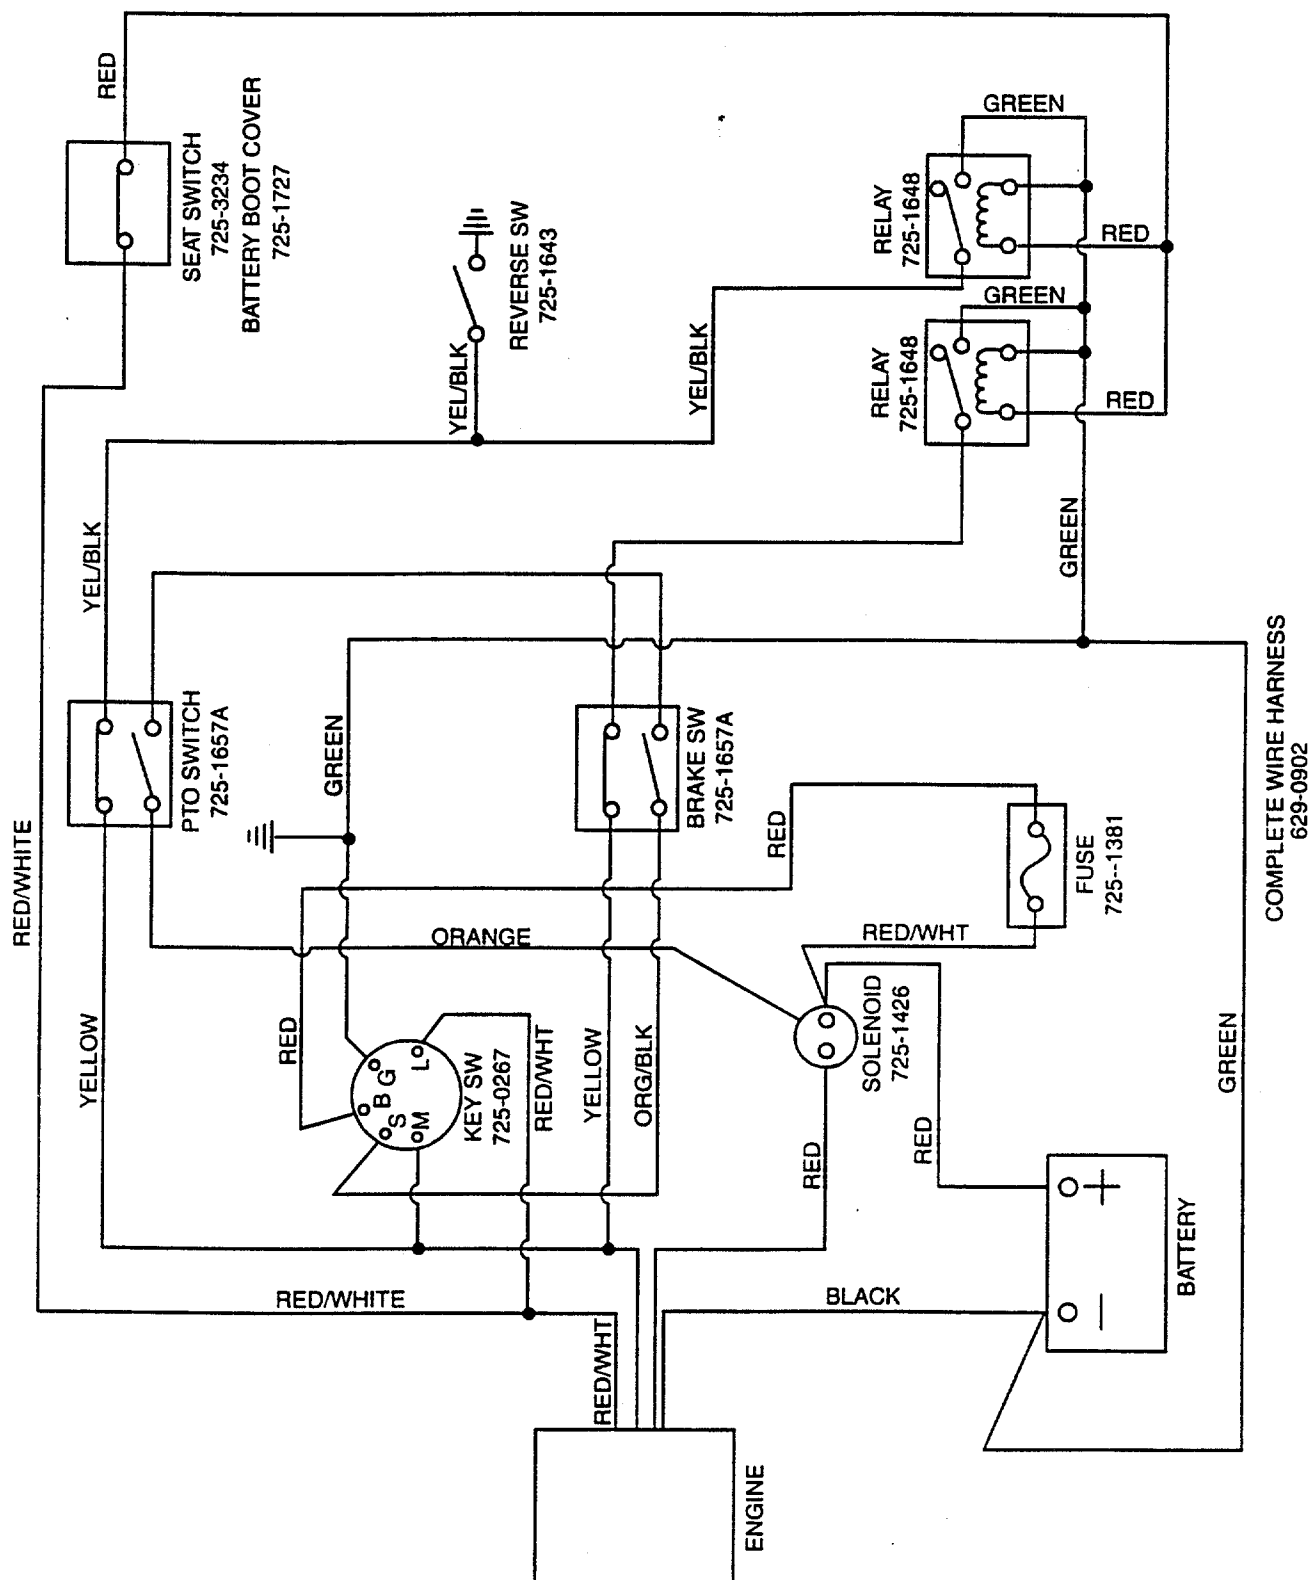 RED
SEAT SWITCH
725-3234
BATTERY BOOT COVER
725-1727
REVERSE SW
725-1643
YEL/BLK
GREEN
RELAY
725-1648
RED
GREEN
RELAY
725-1648
RED
YEL/BLK
YEL/BLK
GREEN
PTO SWITCH
725-1657A
GREEN
BRAKE SW
725-1657A
RED
FUSE
725--1381
COMPLETE WIRE HARNESS
629-0902
RED/WHITE
ORANGE
RED/WHT
YELLOW
RED
G
B
L
S
M
KEY SW
725-0267
RED/WHT
YELLOW
ORG/BLK
SOLENOID
725-1426
GREEN
RED
RED
+
−
BATTERY
RED/WHITE
BLACK
RED/WHT
ENGINE